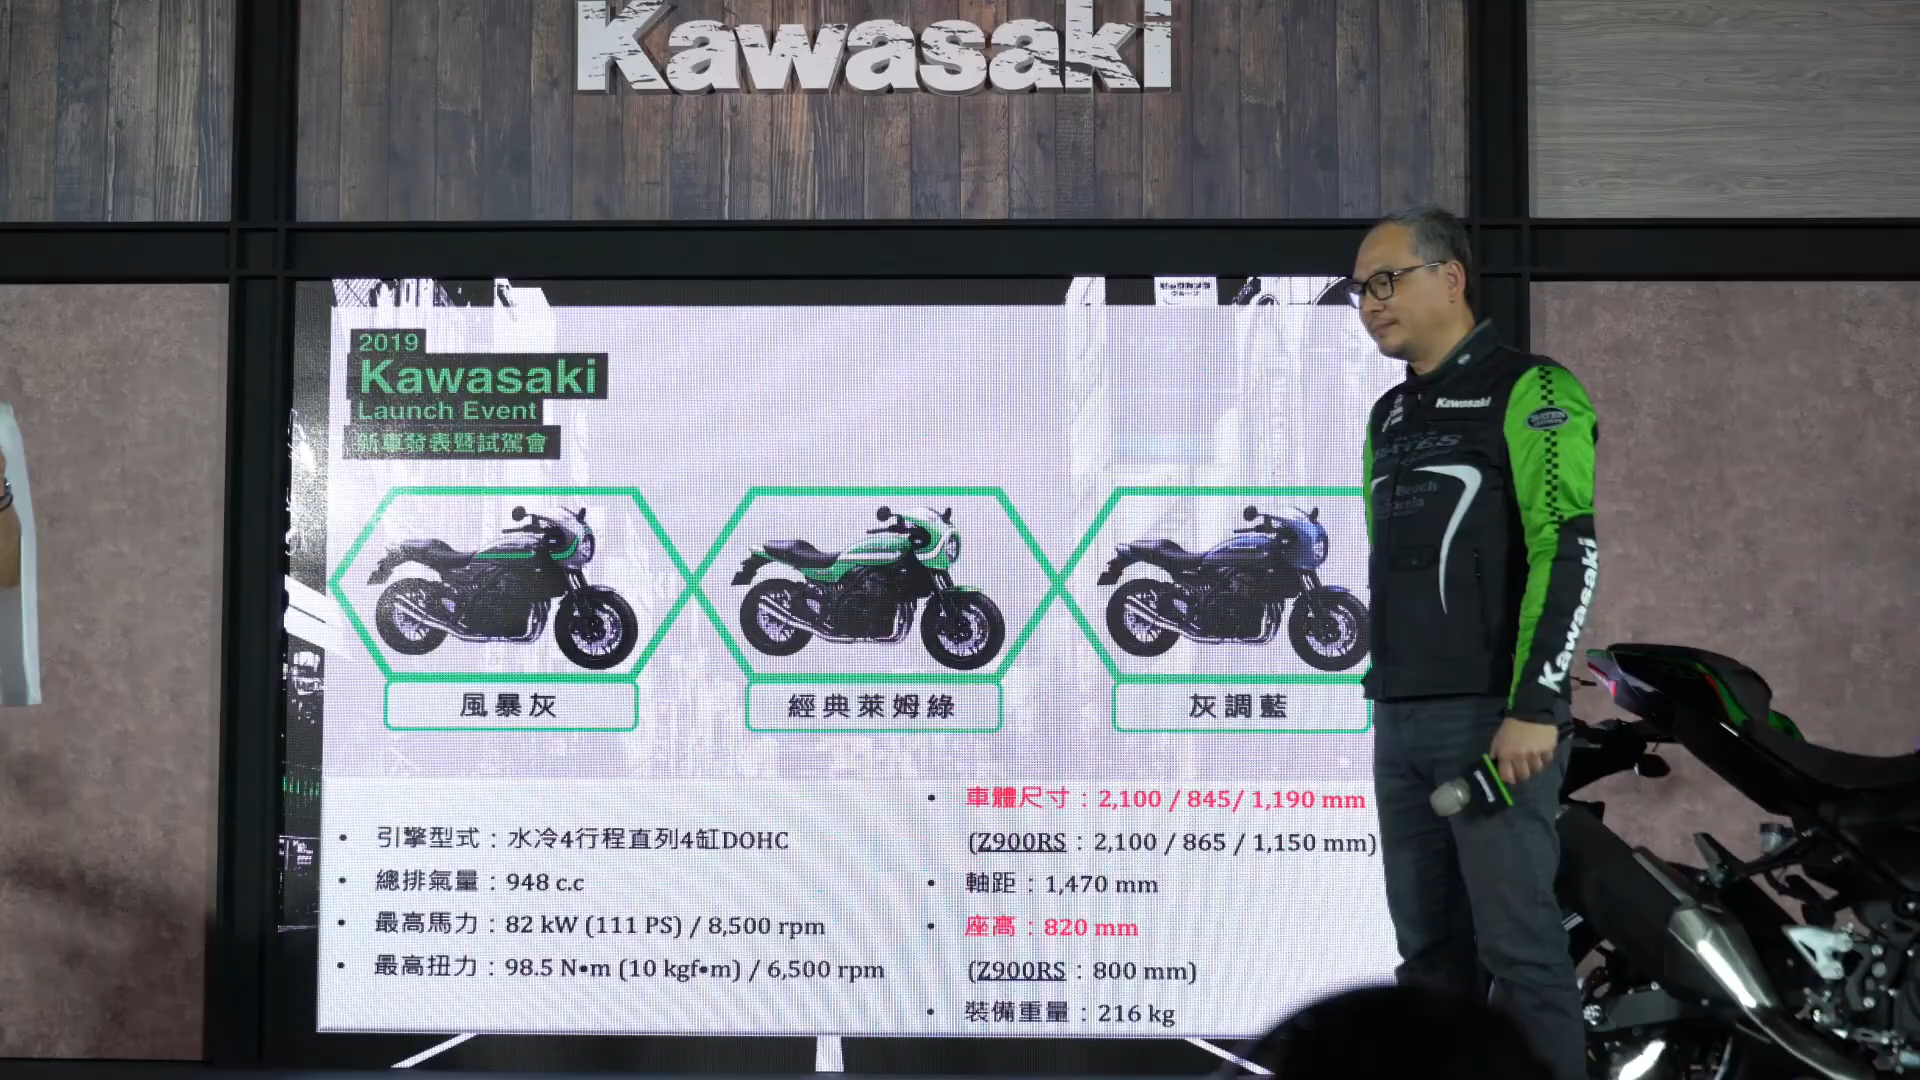 Kawasaki
2019
Kawasaki
Launch Event
新車發表暨試駕會
風暴灰
經典萊姆綠
灰調藍
• 引擎型式：水冷4行程直列4缸DOHC
• 總排氣量：948 c.c
• 最高馬力：82 kW (111 PS) / 8,500 rpm
• 最高扭力：98.5 N•m (10 kgf•m) / 6,500 rpm
• 車體尺寸：2,100 / 845/ 1,190 mm
(Z900RS：2,100 / 865 / 1,150 mm)
• 軸距：1,470 mm
• 座高：820 mm
(Z900RS：800 mm)
• 裝備重量：216 kg
Kawasaki
Kawasaki